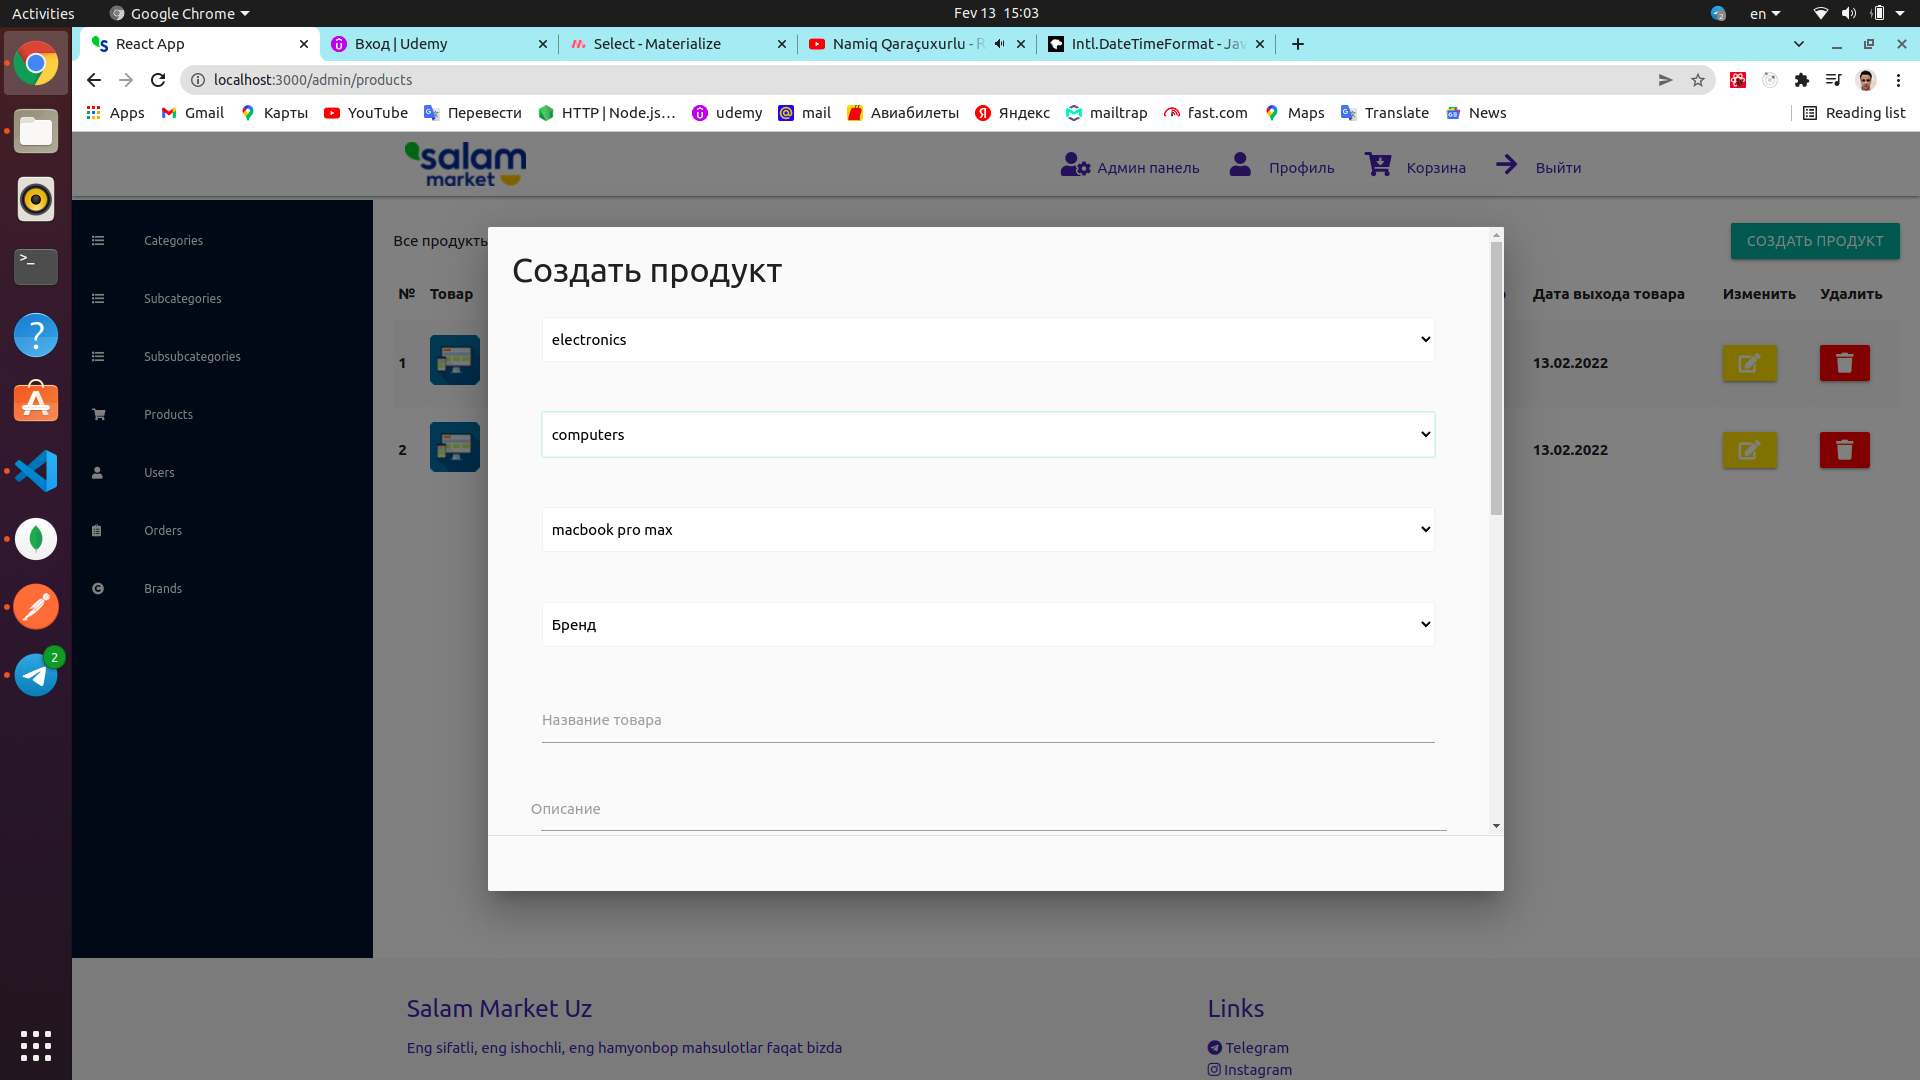 Activities
Google Chrome
Fev 13 15:03
en
React App
Вход | Udemy
Select - Materialize
Namiq Qaraçuxurlu - R
Intl.DateTimeFormat - Jav
localhost:3000/admin/products
Apps
Gmail
Карты
YouTube
Перевести
HTTP | Node.js…
udemy
mail
Авиабилеты
Яндекс
mailtrap
fast.com
Maps
Translate
News
Reading list
salam
market
Админ панель
Профиль
Корзина
Выйти
Categories
Subcategories
Subsubcategories
Products
Users
Orders
Brands
Все продукты
СОЗДАТЬ ПРОДУКТ
№
Товар
Дата выхода товара
Изменить
Удалить
1
13.02.2022
2
13.02.2022
Создать продукт
electronics
computers
macbook pro max
Бренд
Название товара
Описание
2
Salam Market Uz
Eng sifatli, eng ishochli, eng hamyonbop mahsulotlar faqat bizda
Links
Telegram
Instagram